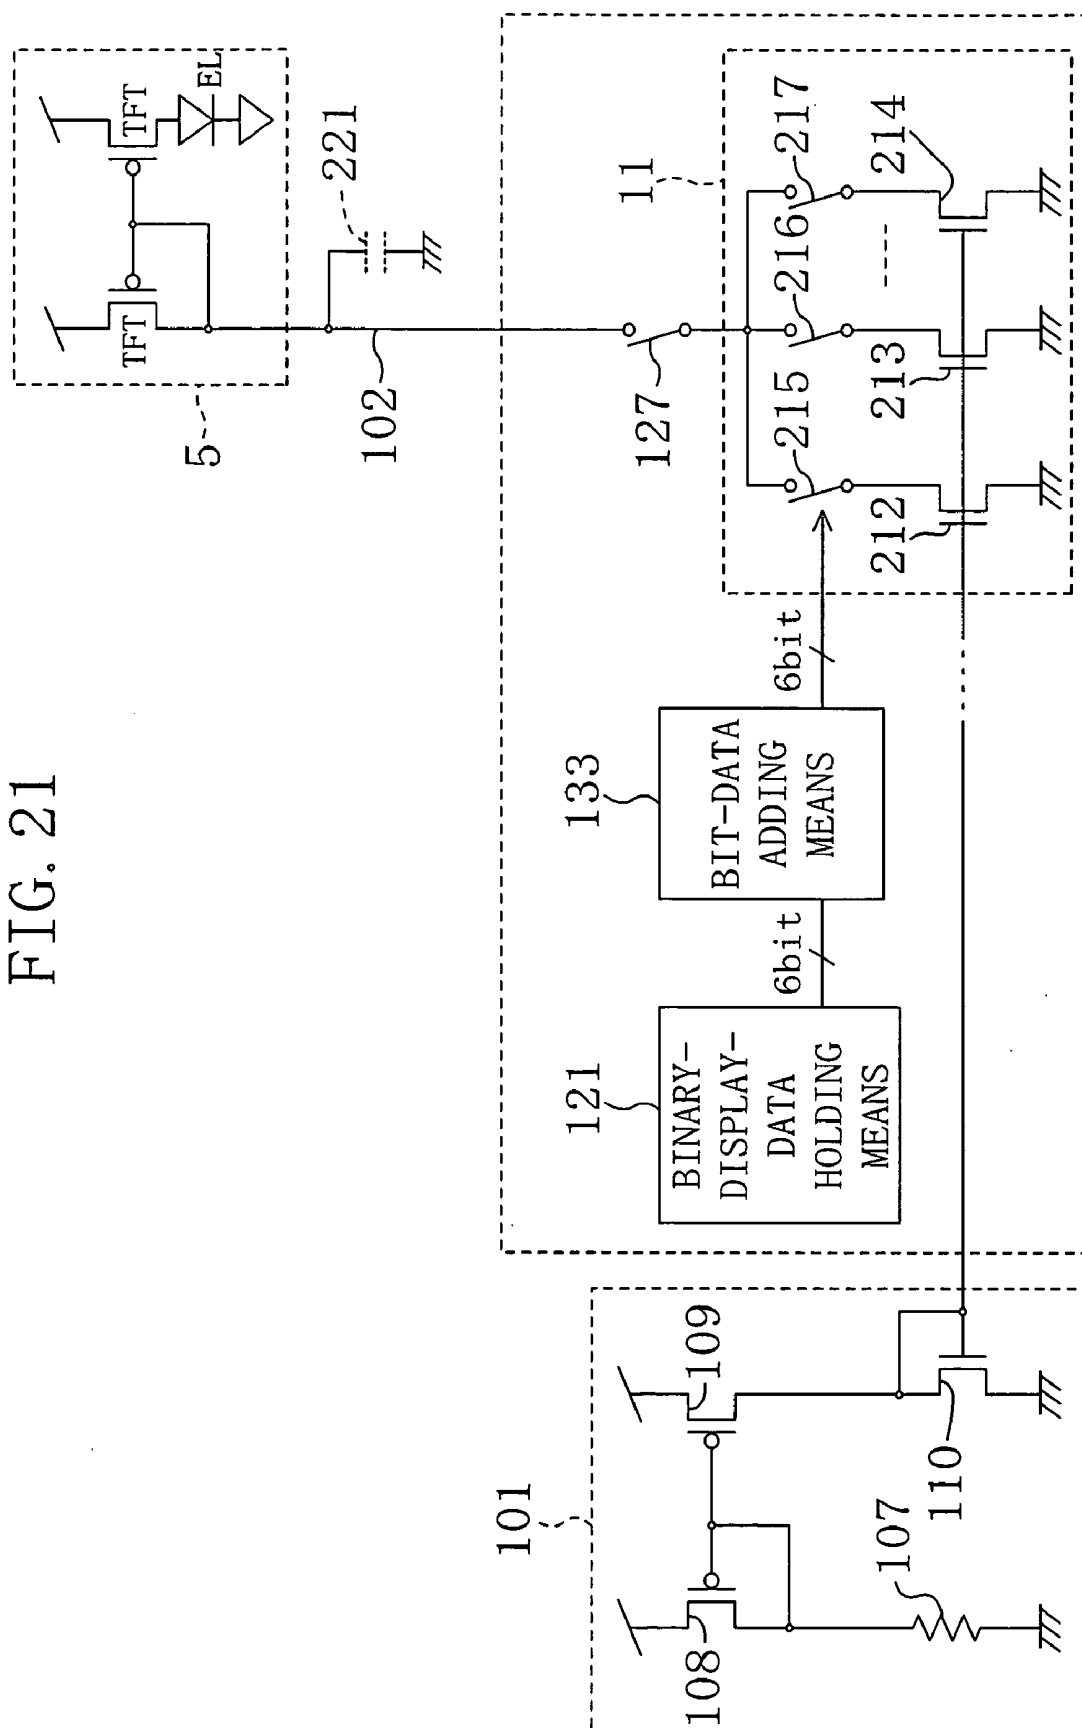 FIG. 21
101
108
107
109
110
121
BINARY-
DISPLAY-
DATA
HOLDING
MEANS
6bit
133
BIT-DATA
ADDING
MEANS
6bit
5
TFT
TFT
EL
221
102
127
11
215
216
217
212
213
214